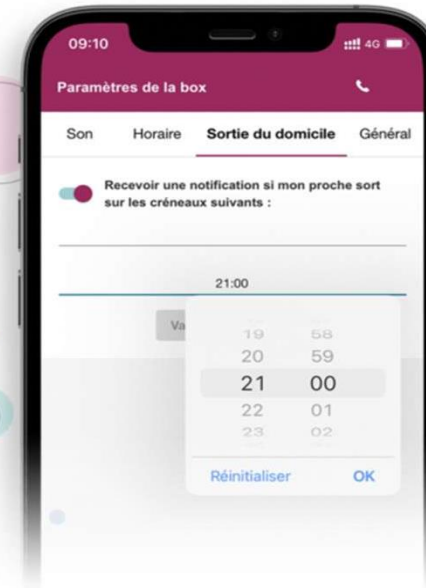 09:10
4G
Paramètres de la box
Son Horaire Sortie du domicile Général
Recevoir une notification si mon proche sort
sur les créneaux suivants :
21:00
Va
19 58
20 59
21 00
22 01
23 02
Réinitialiser OK